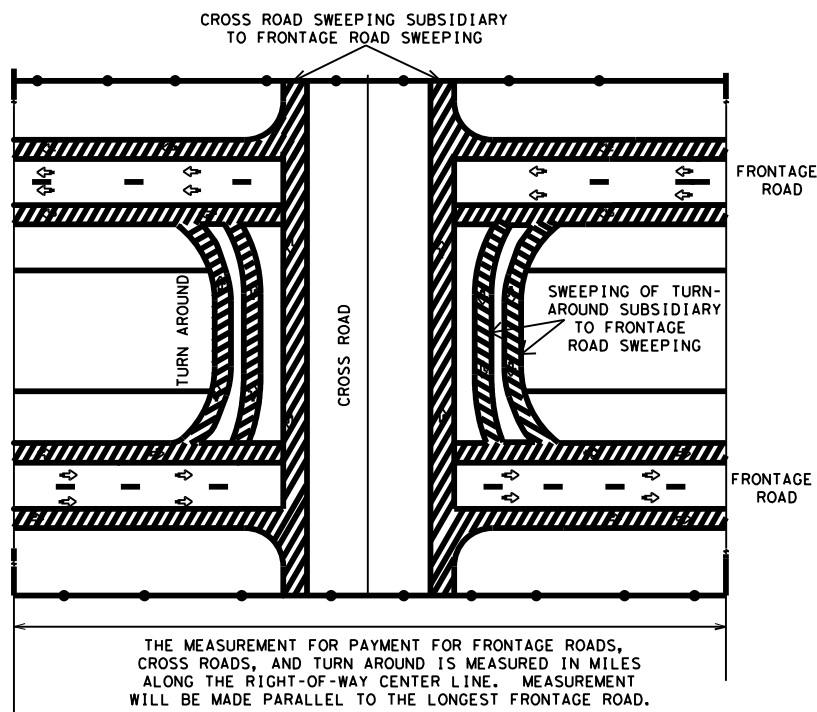 CROSS ROAD SWEEPING SUBSIDIARY
TO FRONTAGE ROAD SWEEPING
FRONTAGE
ROAD
TURN AROUND
CROSS ROAD
SWEEPING OF TURN-
AROUND SUBSIDIARY
TO FRONTAGE
ROAD SWEEPING
FRONTAGE
ROAD
THE MEASUREMENT FOR PAYMENT FOR FRONTAGE ROADS,
CROSS ROADS, AND TURN AROUND IS MEASURED IN MILES
ALONG THE RIGHT-OF-WAY CENTER LINE. MEASUREMENT
WILL BE MADE PARALLEL TO THE LONGEST FRONTAGE ROAD.